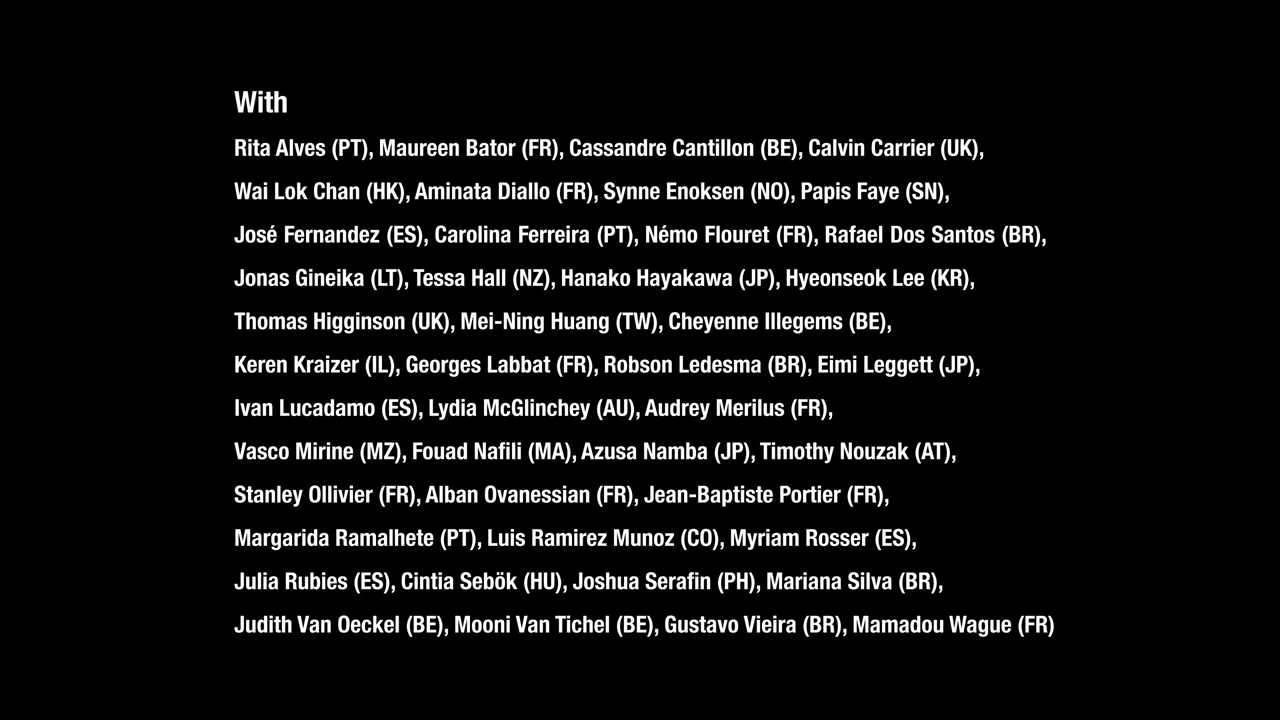 With
Rita Alves (PT), Maureen Bator (FR), Cassandre Cantillon (BE), Calvin Carrier (UK),
Wai Lok Chan (HK), Aminata Diallo (FR), Synne Enoksen (NO), Papis Faye (SN),
José Fernandez (ES), Carolina Ferreira (PT), Némo Flouret (FR), Rafael Dos Santos (BR),
Jonas Gineika (LT), Tessa Hall (NZ), Hanako Hayakawa (JP), Hyeonseok Lee (KR),
Thomas Higginson (UK), Mei-Ning Huang (TW), Cheyenne Illegems (BE),
Keren Kraizer (IL), Georges Labbat (FR), Robson Ledesma (BR), Eimi Leggett (JP),
Ivan Lucadamo (ES), Lydia McGlinchey (AU), Audrey Merilus (FR),
Vasco Mirine (MZ), Fouad Nafili (MA), Azusa Namba (JP), Timothy Nouzak (AT),
Stanley Ollivier (FR), Alban Ovanessian (FR), Jean-Baptiste Portier (FR),
Margarida Ramalhete (PT), Luis Ramirez Munoz (CO), Myriam Rosser (ES),
Julia Rubies (ES), Cintia Sebök (HU), Joshua Serafin (PH), Mariana Silva (BR),
Judith Van Oeckel (BE), Mooni Van Tichel (BE), Gustavo Vieira (BR), Mamadou Wague (FR)